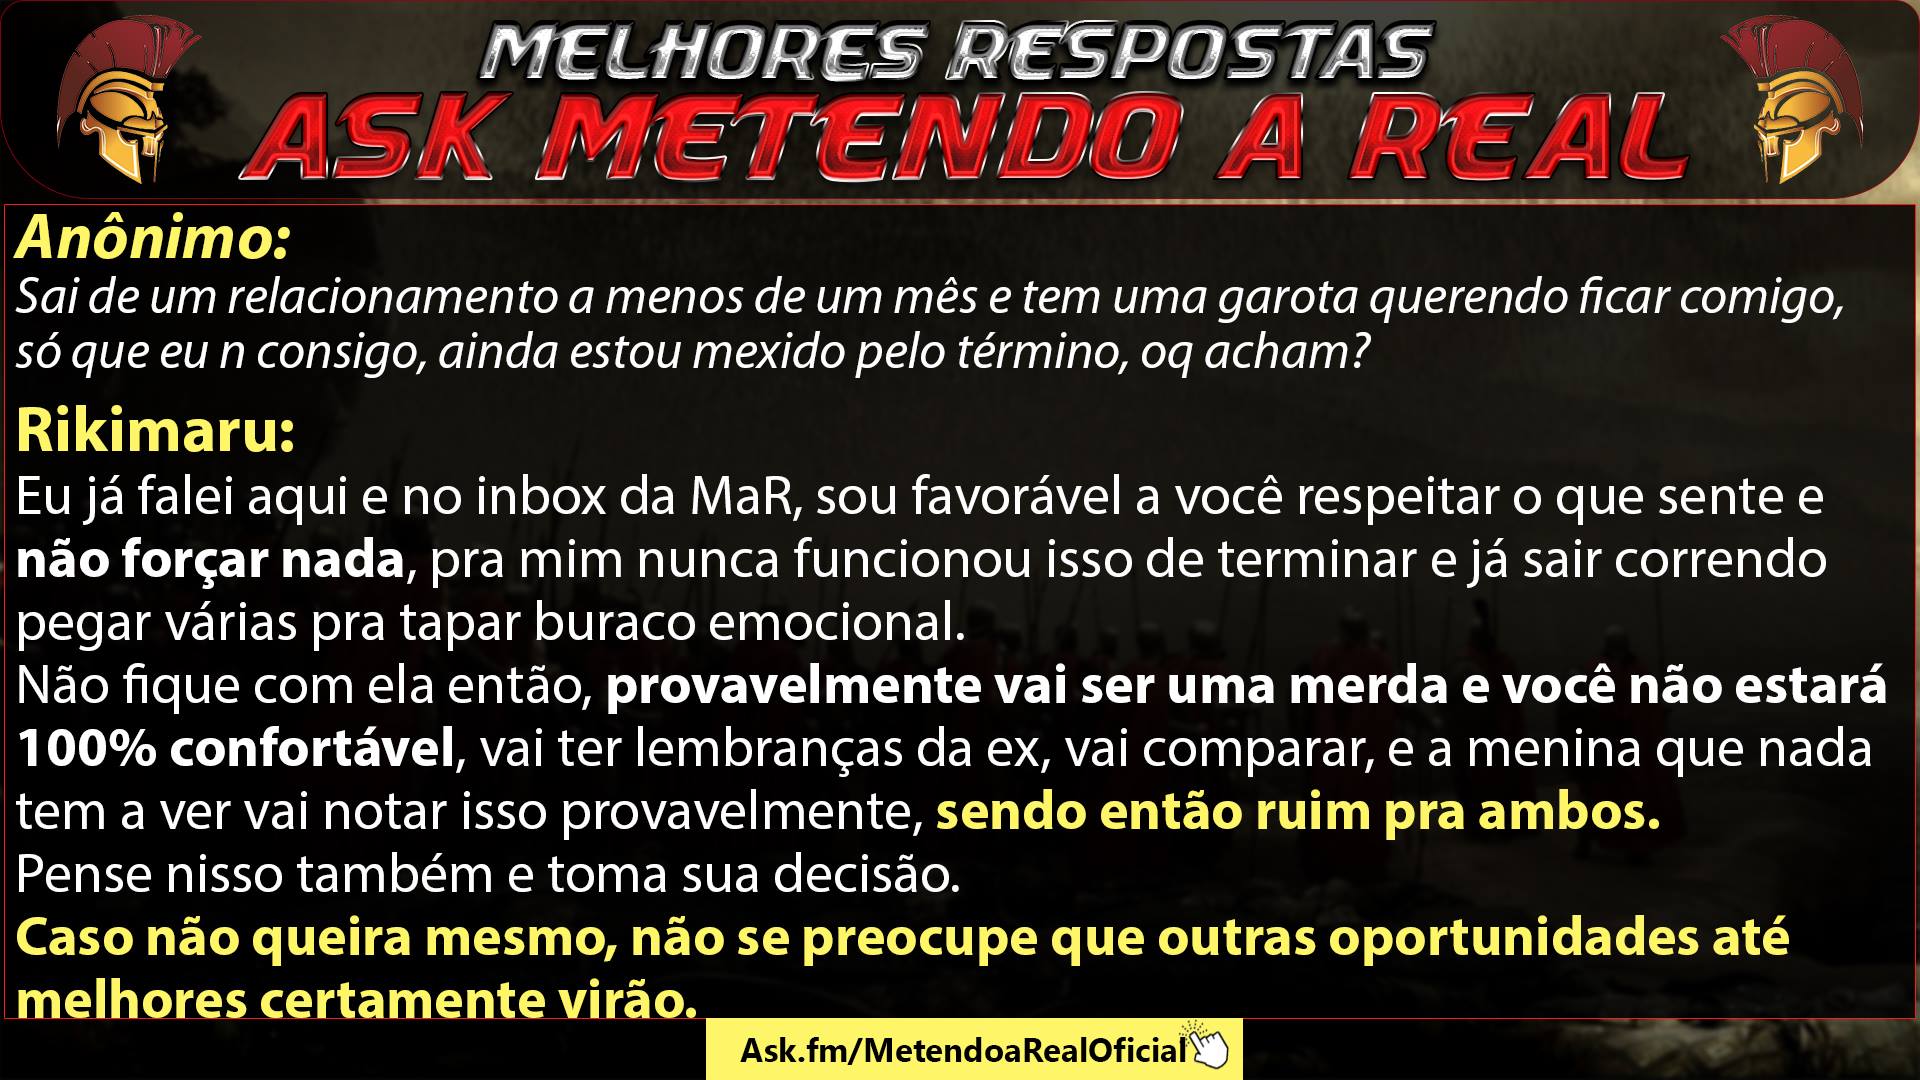 MELHORES RESPOSTAS
ASK METENDO A REAL
Anônimo:
Sai de um relacionamento a menos de um mês e tem uma garota querendo ficar comigo,
só que eu n consigo, ainda estou mexido pelo término, oq acham?
Rikimaru:
Eu já falei aqui e no inbox da MaR, sou favorável a você respeitar o que sente e
não forçar nada, pra mim nunca funcionou isso de terminar e já sair correndo
pegar várias pra tapar buraco emocional.
Não fique com ela então, provavelmente vai ser uma merda e você não estará
100% confortável, vai ter lembranças da ex, vai comparar, e a menina que nada
tem a ver vai notar isso provavelmente, sendo então ruim pra ambos.
Pense nisso também e toma sua decisão.
Caso não queira mesmo, não se preocupe que outras oportunidades até
melhores certamente virão.
Ask.fm/MetendoaRealOficial